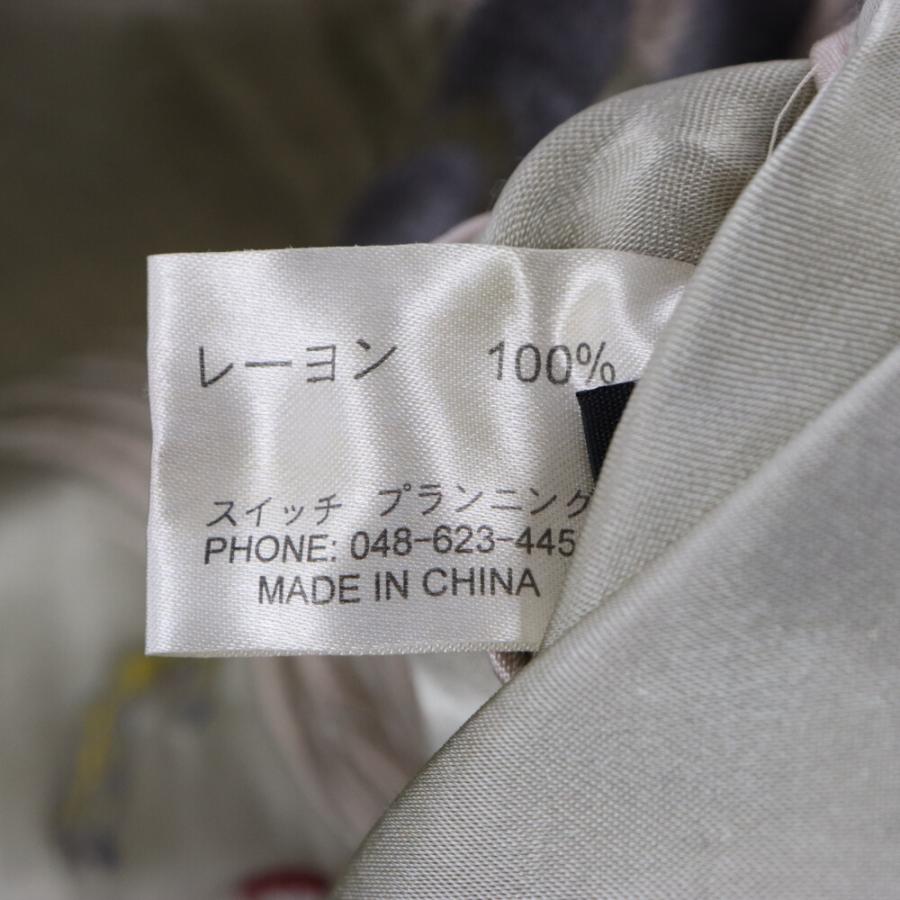 レーヨン 100%
スイッチ プランニング
PHONE: 048-623-445
MADE IN CHINA